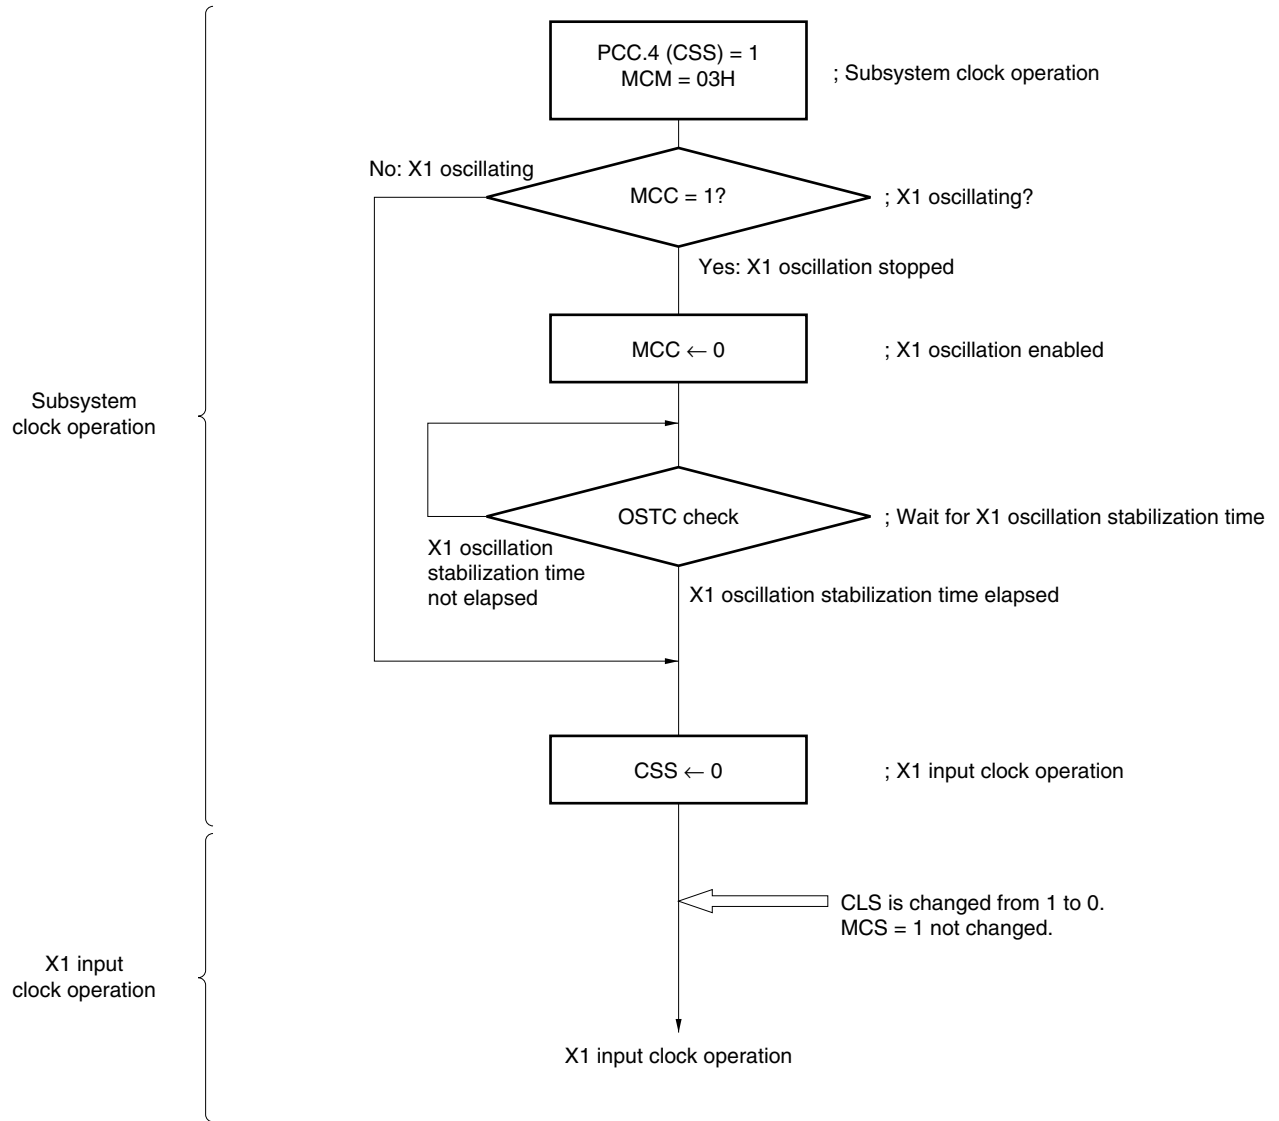 PCC.4 (CSS) = 1
MCM = 03H
; Subsystem clock operation
No: X1 oscillating
MCC = 1?
; X1 oscillating?
Yes: X1 oscillation stopped
MCC ← 0
; X1 oscillation enabled
Subsystem
clock operation
OSTC check
; Wait for X1 oscillation stabilization time
X1 oscillation
stabilization time
not elapsed
X1 oscillation stabilization time elapsed
CSS ← 0
; X1 input clock operation
CLS is changed from 1 to 0.
MCS = 1 not changed.
X1 input
clock operation
X1 input clock operation